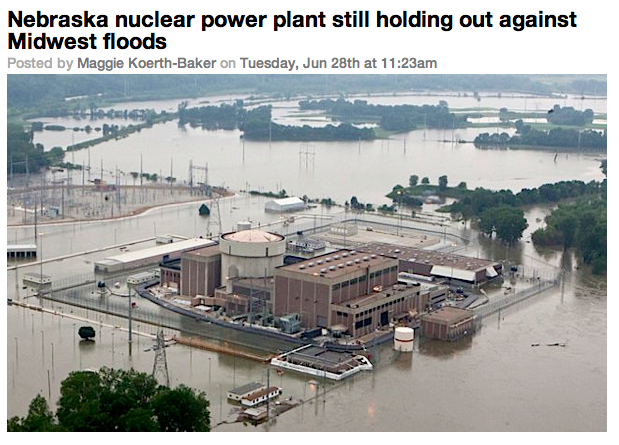 Nebraska nuclear power plant still holding out against
Midwest floods
Posted by Maggie Koerth-Baker on Tuesday, Jun 28th at 11:23am